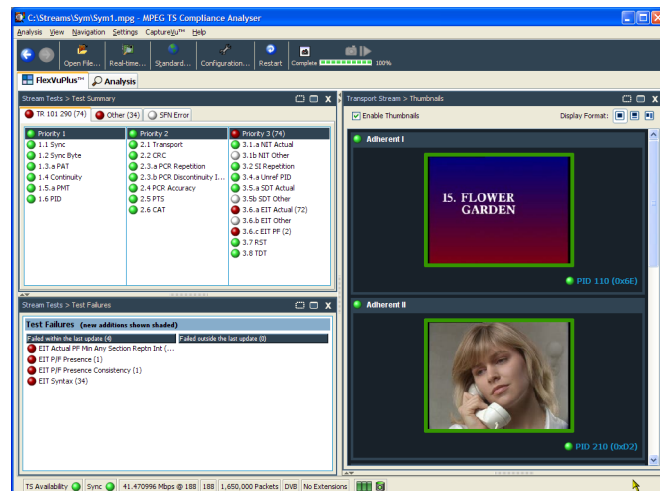 C:\Streams\Sym\Sym1.mpg - MPEG TS Compliance Analyser
Analysis View Navigation Settings CaptureVu™ Help
Open File... Real-time... Standard... Configuration... Restart Complete 100%
FlexVuPlus™ Analysis
Stream Tests > Test Summary
TR 101 290 (74) Other (34) SFN Error
Priority 1
1.1 Sync
1.2 Sync Byte
1.3.a PAT
1.4 Continuity
1.5.a PMT
1.6 PID
Priority 2
2.1 Transport
2.2 CRC
2.3.a PCR Repetition
2.3.b PCR Discontinuity I...
2.4 PCR Accuracy
2.5 PTS
2.6 CAT
Priority 3 (74)
3.1.a NIT Actual
3.1b NIT Other
3.2 SI Repetition
3.4.a Unref PID
3.5.a SDT Actual
3.5b SDT Other
3.6.a EIT Actual (72)
3.6.b EIT Other
3.6.c EIT PF (2)
3.7 RST
3.8 TDT
Stream Tests > Test Failures
Test Failures (new additions shown shaded)
Failed within the last update (4) Failed outside the last update (0)
EIT Actual PF Min Any Section Reptn Int (...
EIT P/F Presence (1)
EIT P/F Presence Consistency (1)
EIT Syntax (34)
Transport Stream > Thumbnails
Enable Thumbnails Display Format:
Adherent I
15. FLOWER
GARDEN
PID 110 (0x6E)
Adherent II
PID 210 (0xD2)
TS Availability Sync 41.470996 Mbps @ 188 188 1,650,000 Packets DVB No Extensions